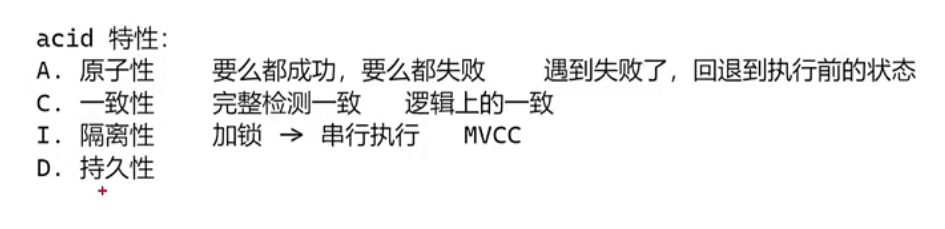 acid 特性:
A. 原子性 要么都成功，要么都失败 遇到失败了，回退到执行前的状态
C. 一致性 完整检测一致 逻辑上的一致
I. 隔离性 加锁 → 串行执行 MVCC
D. 持久性